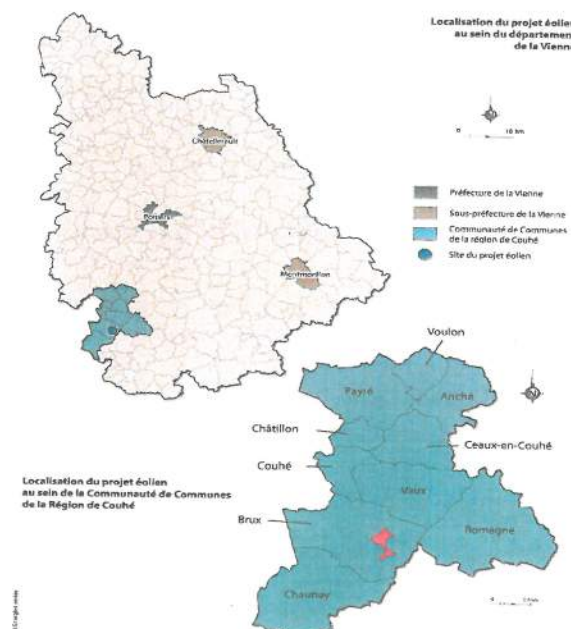 Localisation du projet éolien
au sein du département
de la Vienne
0 10 km
Châtellerault
Poitiers
Montmorillon
Préfecture de la Vienne
Sous-préfecture de la Vienne
Communauté de Communes
de la région de Couhé
Site du projet éolien
Voulon
Payré
Anché
N
Châtillon
Ceaux-en-Couhé
Couhé
Vaux
Localisation du projet éolien
au sein de la Communauté de Communes
de la Région de Couhé
Brux
Romagne
Chaunay